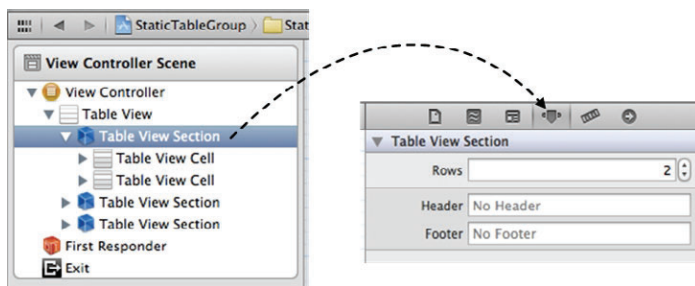 StaticTableGroup
Stat
View Controller Scene
View Controller
Table View
Table View Section
Table View Cell
Table View Cell
Table View Section
Table View Section
First Responder
Exit
Table View Section
Rows 2
Header No Header
Footer No Footer